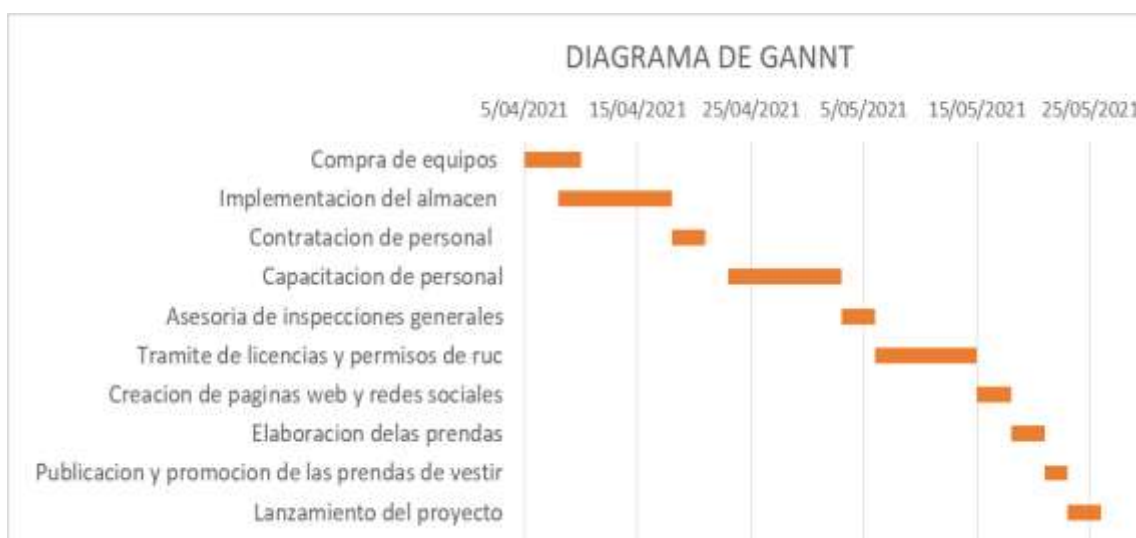 DIAGRAMA DE GANNT
5/04/2021 15/04/2021 25/04/2021 5/05/2021 15/05/2021 25/05/2021
Compra de equipos
Implementacion del almacen
Contratacion de personal
Capacitacion de personal
Asesoria de inspecciones generales
Tramite de licencias y permisos de ruc
Creacion de paginas web y redes sociales
Elaboracion delas prendas
Publicacion y promocion de las prendas de vestir
Lanzamiento del proyecto